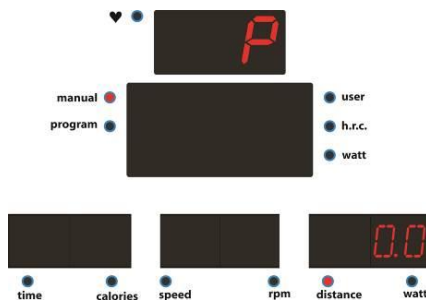 ♥
P
manual
user
program
h.r.c.
watt
0.0
time
calories
speed
rpm
distance
watt